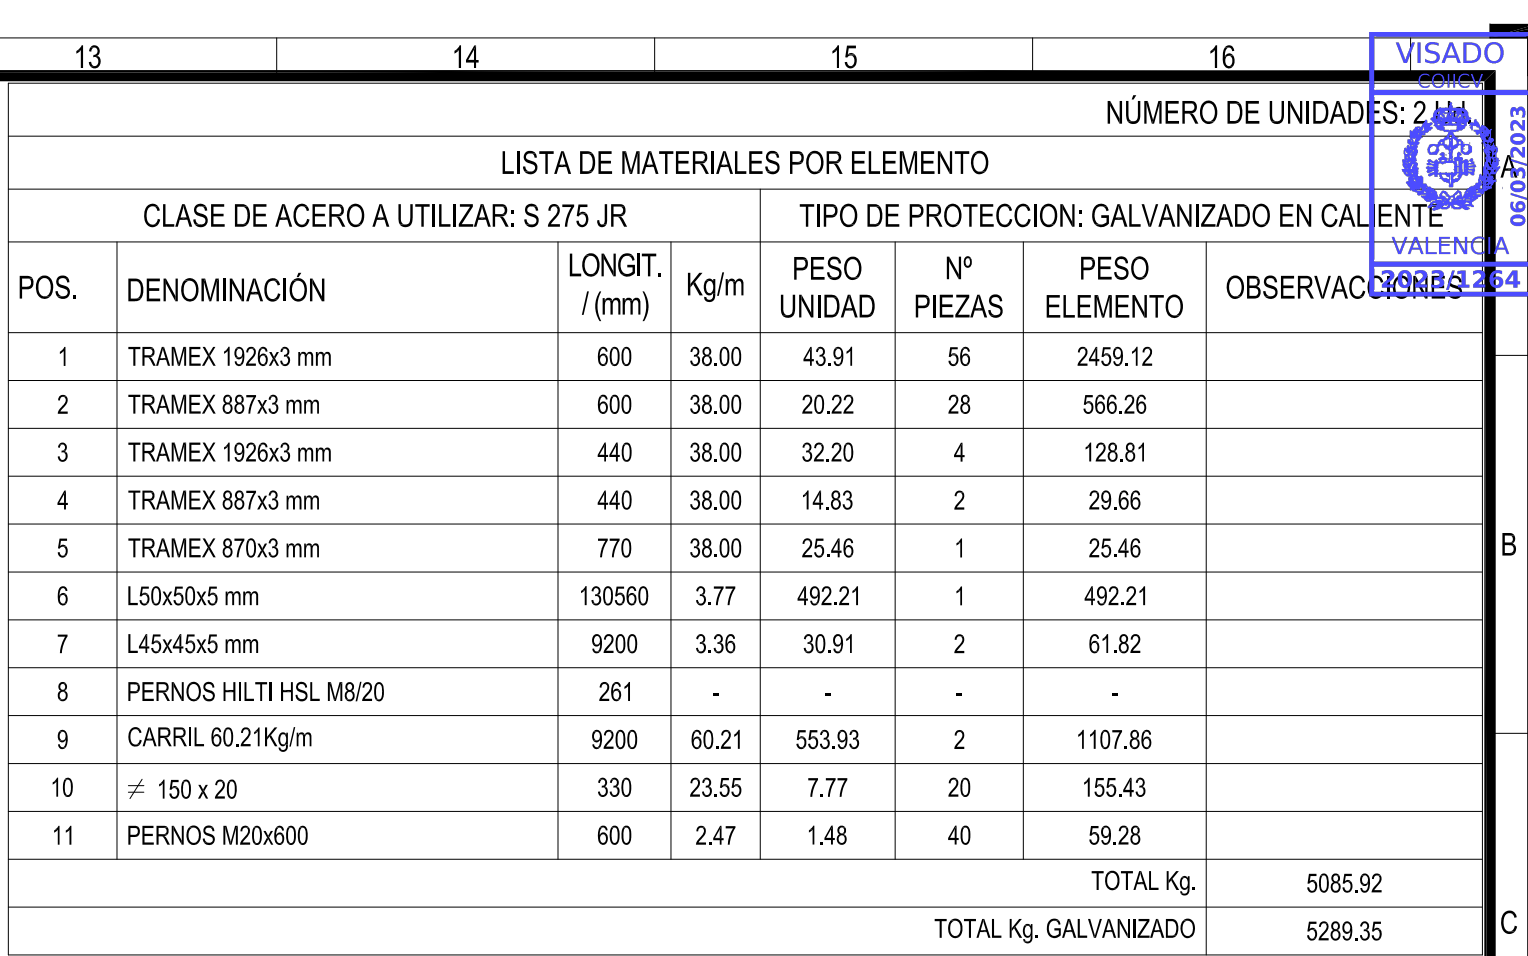 13 14 15 16
VISADO
COIICV
NÚMERO DE UNIDADES: 2 Ud.
06/03/2023
A
LISTA DE MATERIALES POR ELEMENTO
CLASE DE ACERO A UTILIZAR: S 275 JR TIPO DE PROTECCION: GALVANIZADO EN CALIENTE
VALENCIA
2023/1264
POS. DENOMINACIÓN LONGIT. / (mm) Kg/m PESO UNIDAD Nº PIEZAS PESO ELEMENTO OBSERVACCIONES
1 TRAMEX 1926x3 mm 600 38.00 43.91 56 2459.12
2 TRAMEX 887x3 mm 600 38.00 20.22 28 566.26
3 TRAMEX 1926x3 mm 440 38.00 32.20 4 128.81
4 TRAMEX 887x3 mm 440 38.00 14.83 2 29.66
5 TRAMEX 870x3 mm 770 38.00 25.46 1 25.46
B
6 L50x50x5 mm 130560 3.77 492.21 1 492.21
7 L45x45x5 mm 9200 3.36 30.91 2 61.82
8 PERNOS HILTI HSL M8/20 261 - - - -
9 CARRIL 60.21Kg/m 9200 60.21 553.93 2 1107.86
10 ≠ 150 x 20 330 23.55 7.77 20 155.43
11 PERNOS M20x600 600 2.47 1.48 40 59.28
TOTAL Kg. 5085.92
TOTAL Kg. GALVANIZADO 5289.35
C